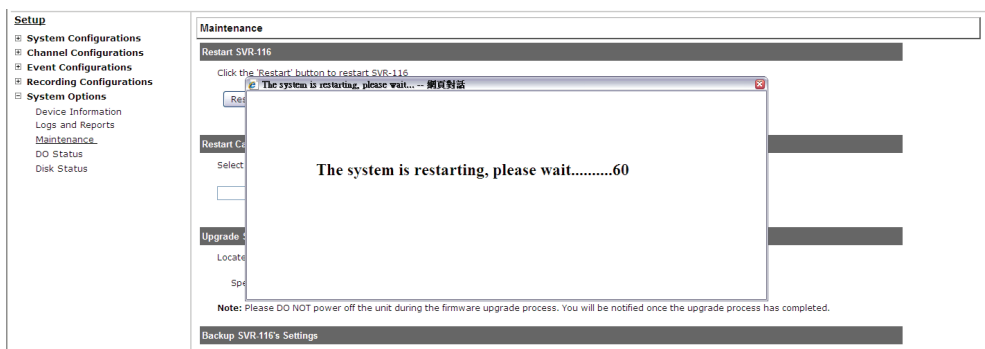 Setup
System Configurations
Channel Configurations
Event Configurations
Recording Configurations
System Options
Device Information
Logs and Reports
Maintenance
DO Status
Disk Status
Maintenance
Restart SVR-116
Click the 'Restart' button to restart SVR-116
The system is restarting, please wait... -- 網頁對話
The system is restarting, please wait..........60
Select
Note: Please DO NOT power off the unit during the firmware upgrade process. You will be notified once the upgrade process has completed.
Backup SVR-116's Settings